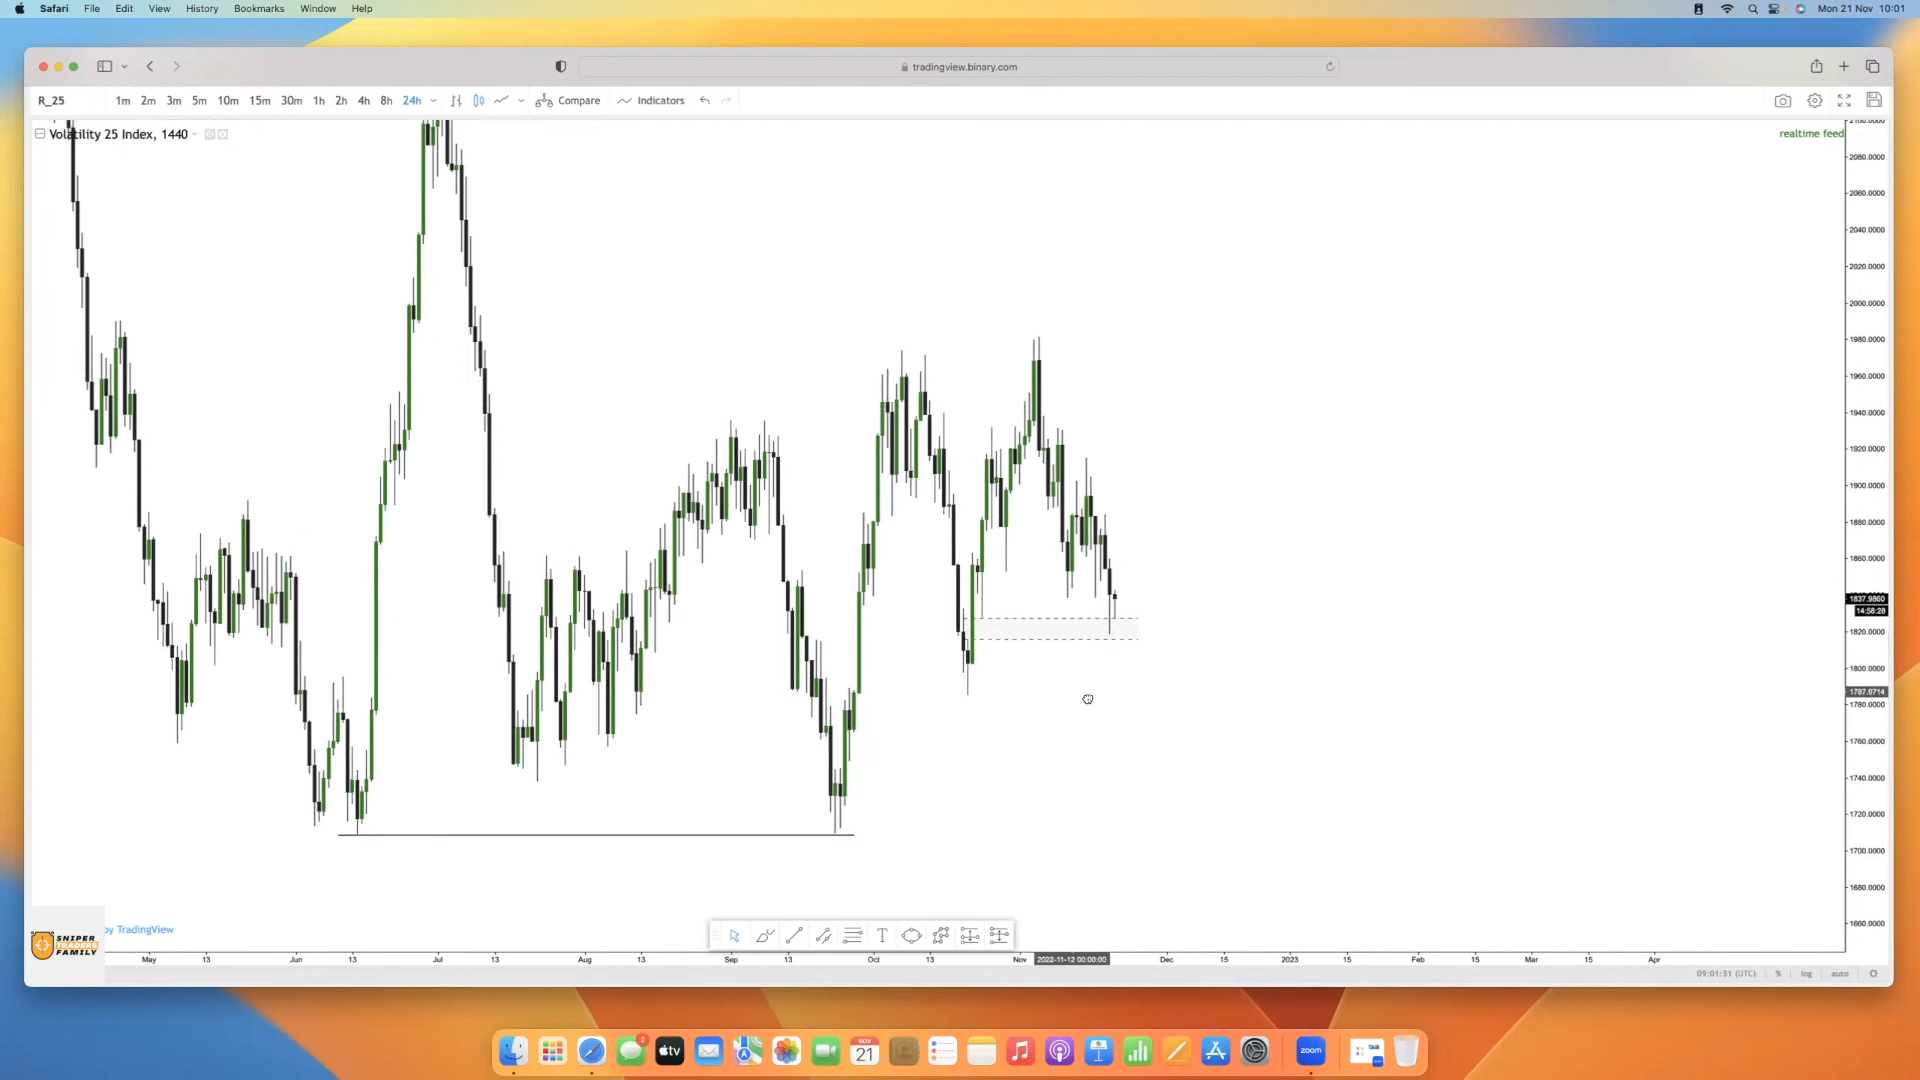 Safari File Edit View History Bookmarks Window Help Mon 21 Nov 10:01
tradingview.binary.com
R_25 1m 2m 3m 5m 10m 15m 30m 1h 2h 4h 8h 24h Compare Indicators
Volatility 25 Index, 1440
realtime feed
2080.0000
2060.0000
2040.0000
2020.0000
2000.0000
1980.0000
1960.0000
1940.0000
1920.0000
1900.0000
1880.0000
1860.0000
1837.9860
14:58:28
1820.0000
1800.0000
1787.0714
1780.0000
1760.0000
1740.0000
1720.0000
1700.0000
1680.0000
1660.0000
SNIPER
TRADERS
FAMILY
by TradingView
T
May 13 Jun 13 Jul 13 Aug 13 Sep 13 Oct 13 Nov 2022-11-12 00:00:00 Dec 15 2023 15 Feb 15 Mar 15 Apr
09:01:31 (UTC) % log auto
2
tv
NOV
21
zoom